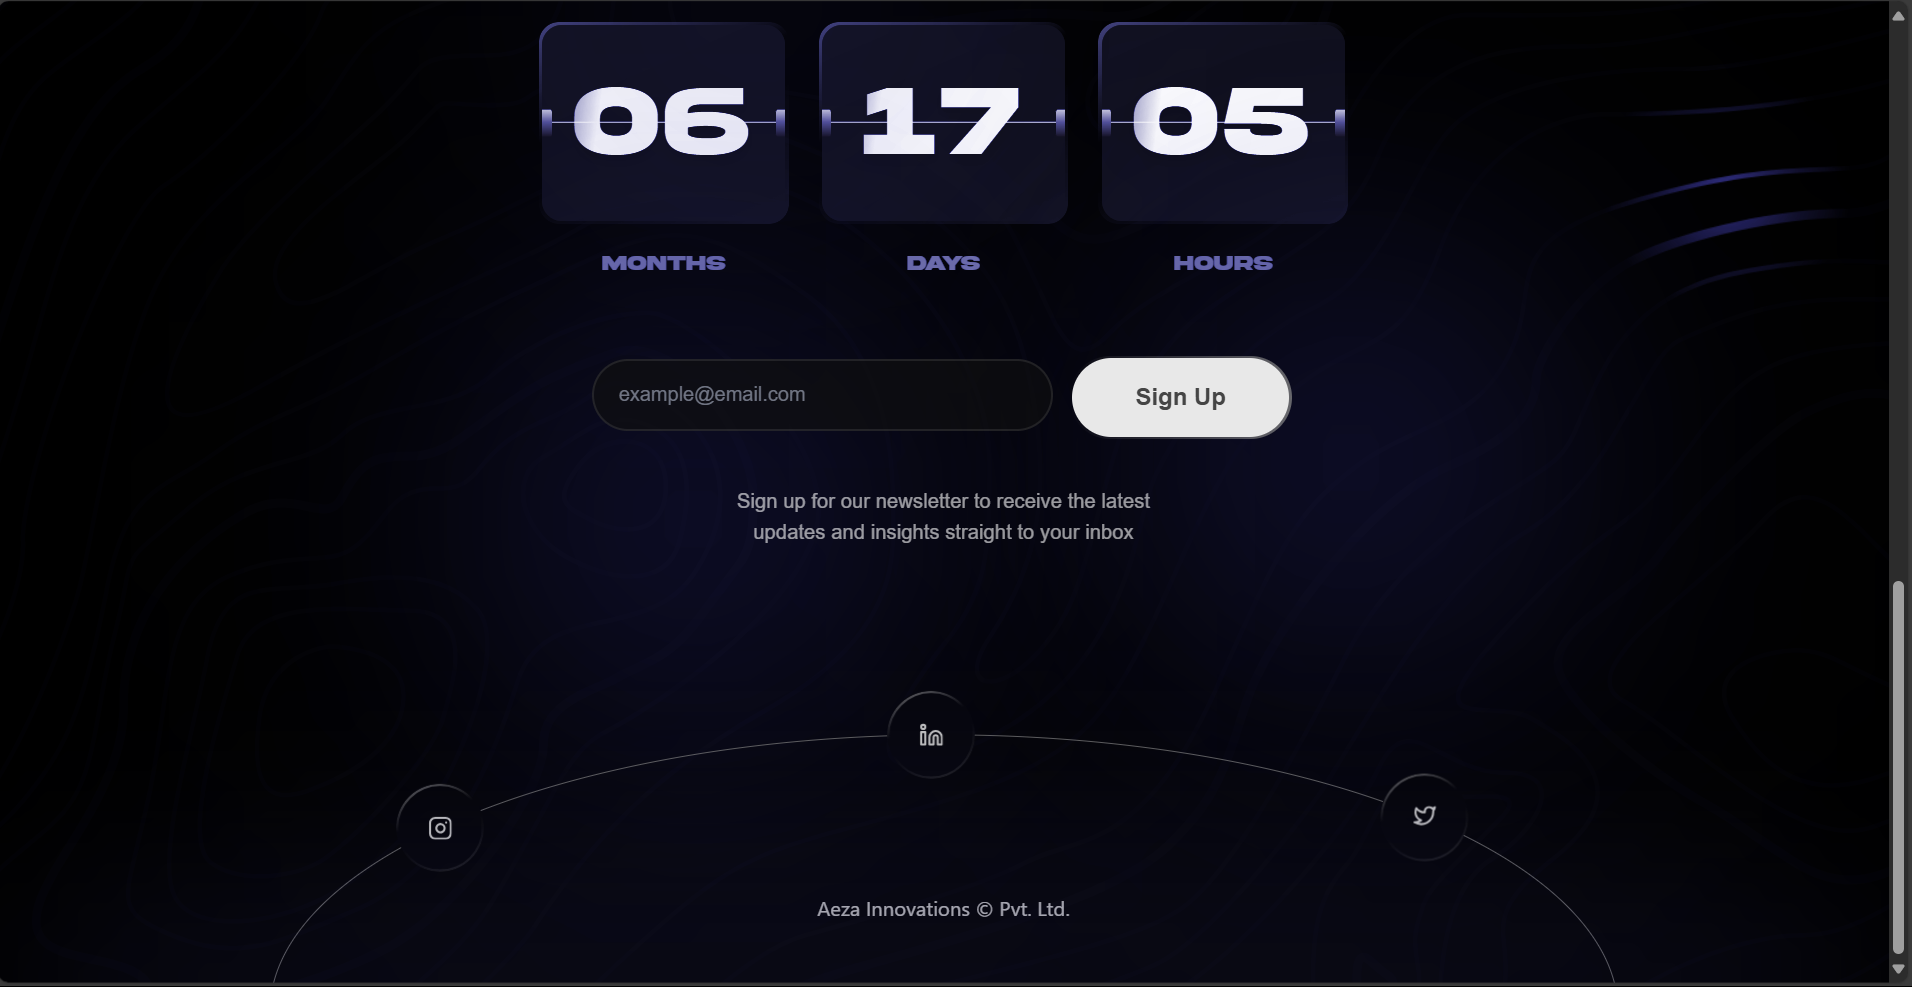 06 17 05
MONTHS DAYS HOURS
example@email.com Sign Up
Sign up for our newsletter to receive the latest
updates and insights straight to your inbox
in
Aeza Innovations © Pvt. Ltd.